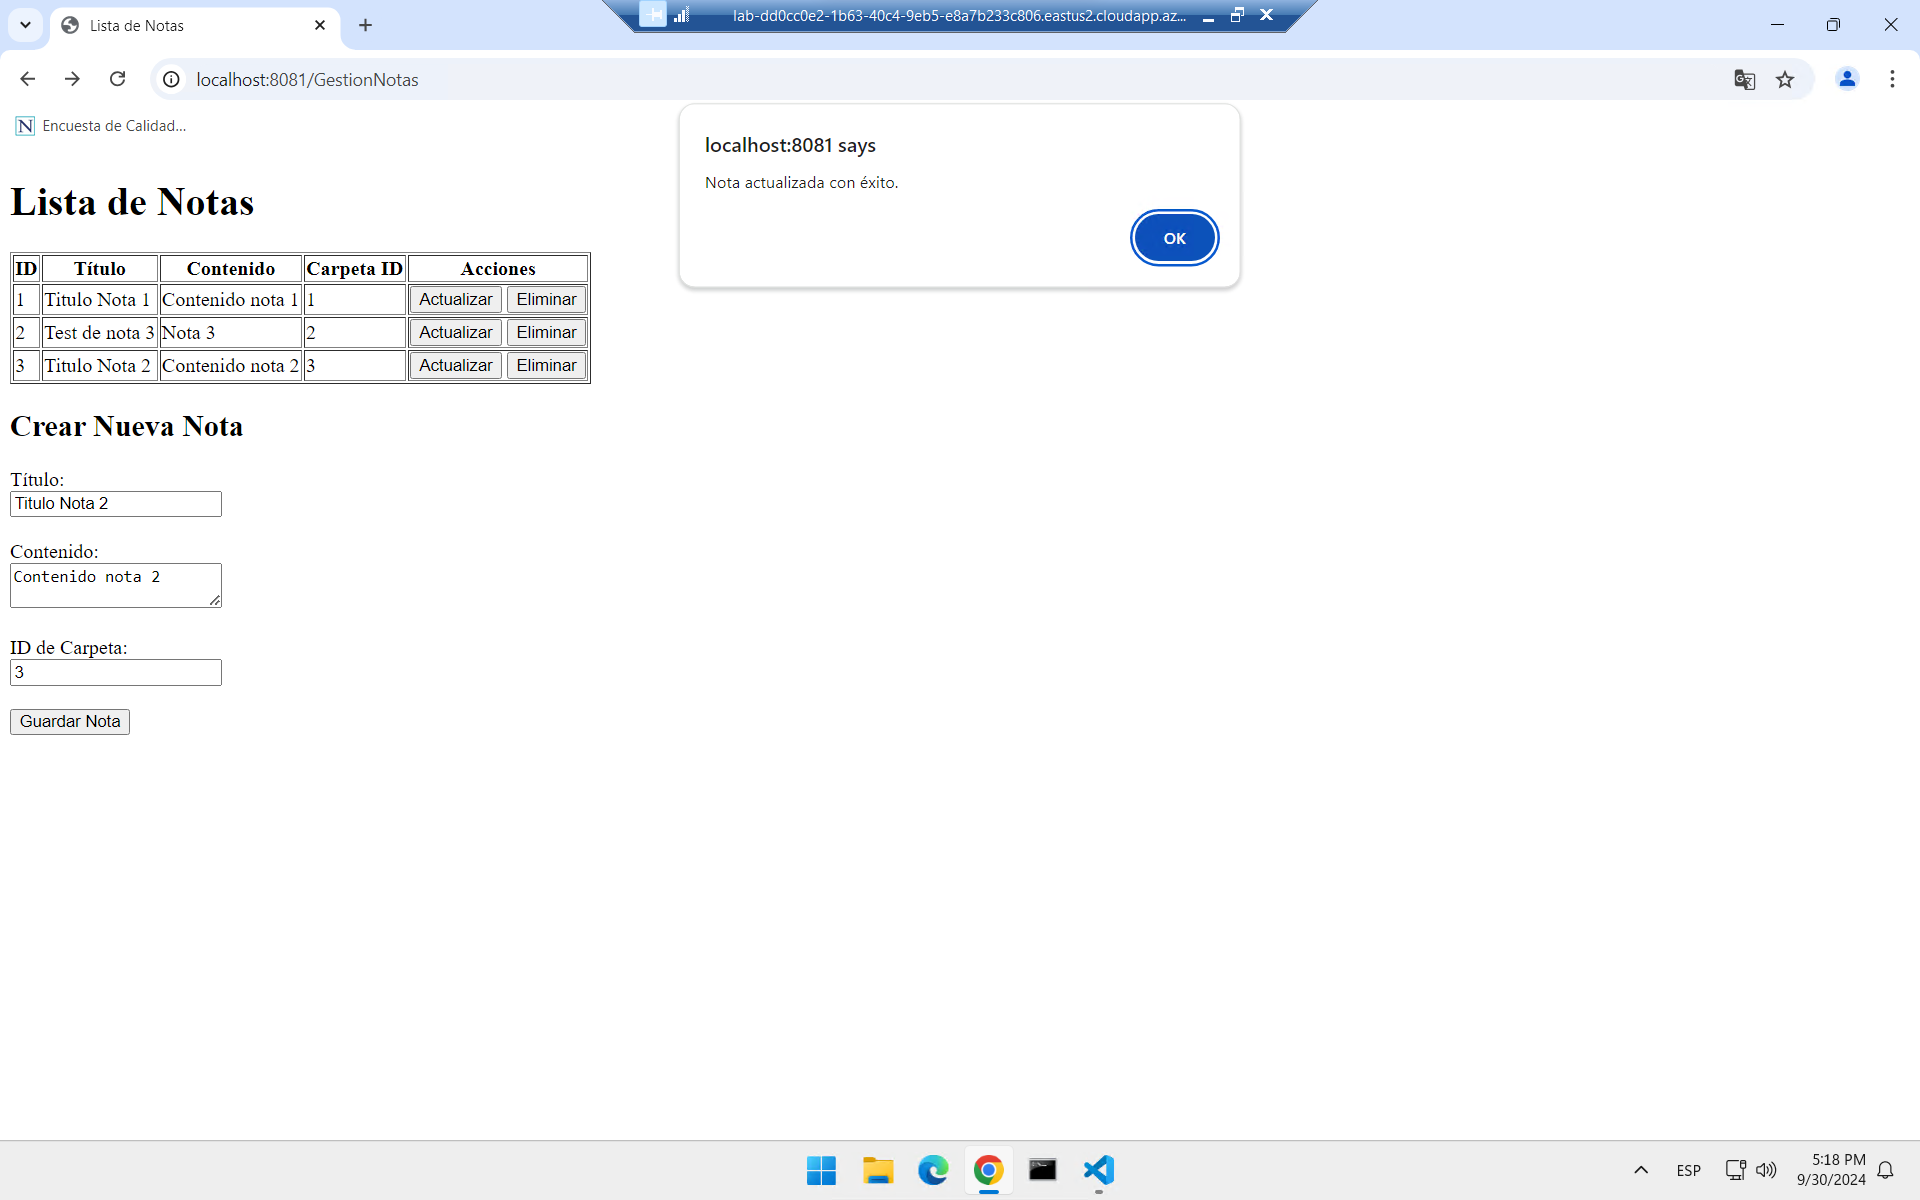 Lista de Notas
lab-dd0cc0e2-1b63-40c4-9eb5-e8a7b233c806.eastus2.cloudapp.az...
localhost:8081/GestionNotas
N Encuesta de Calidad...
localhost:8081 says
Nota actualizada con éxito.
OK
Lista de Notas
ID Título Contenido Carpeta ID Acciones
1 Titulo Nota 1 Contenido nota 1 1 Actualizar Eliminar
2 Test de nota 3 Nota 3 2 Actualizar Eliminar
3 Titulo Nota 2 Contenido nota 2 3 Actualizar Eliminar
Crear Nueva Nota
Título:
Titulo Nota 2
Contenido:
Contenido nota 2
ID de Carpeta:
3
Guardar Nota
ESP
5:18 PM
9/30/2024